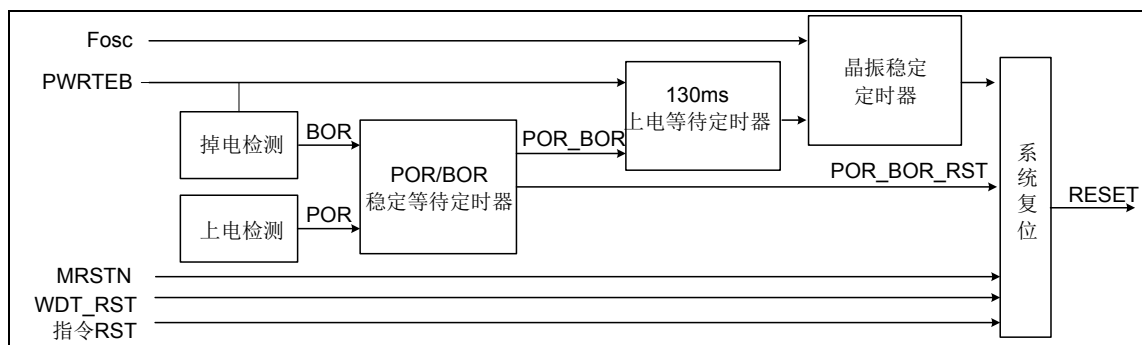 Fosc
PWRTEB
掉电检测
BOR
上电检测
POR
POR/BOR
稳定等待定时器
POR_BOR
130ms
上电等待定时器
晶振稳定
定时器
POR_BOR_RST
系统复位
RESET
MRSTN
WDT_RST
指令RST